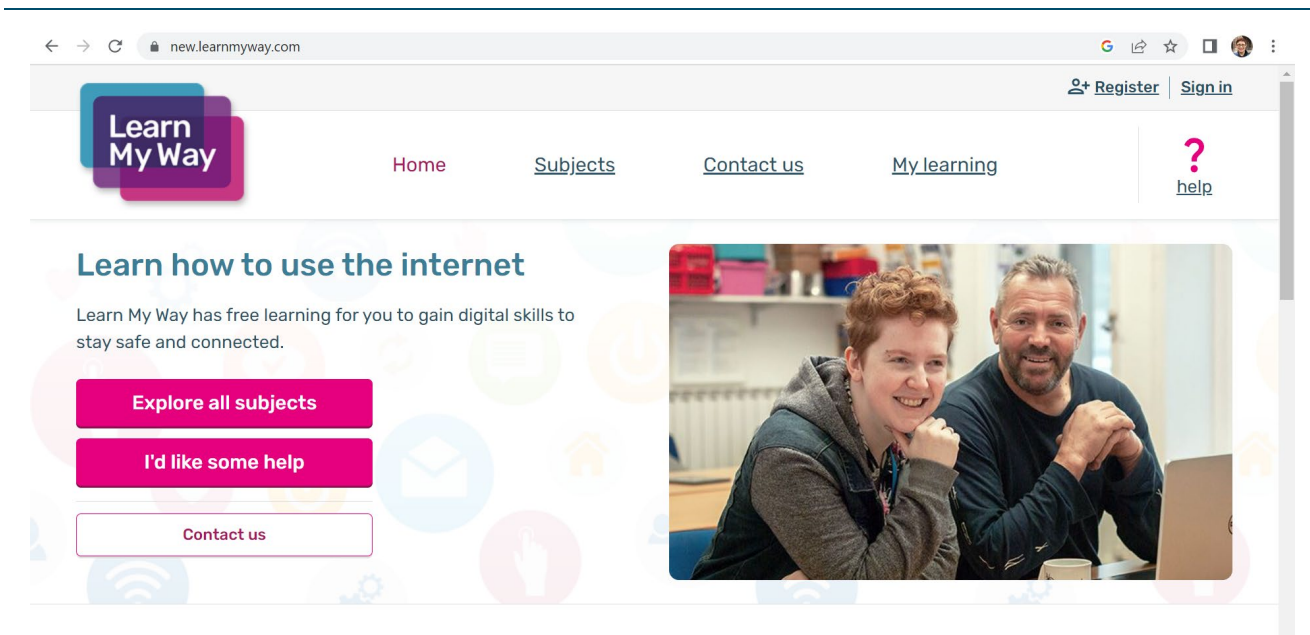 new.learnmyway.com
Register Sign in
Learn
My Way
Home Subjects Contact us My learning
?
help
Learn how to use the internet
Learn My Way has free learning for you to gain digital skills to
stay safe and connected.
Explore all subjects
I'd like some help
Contact us